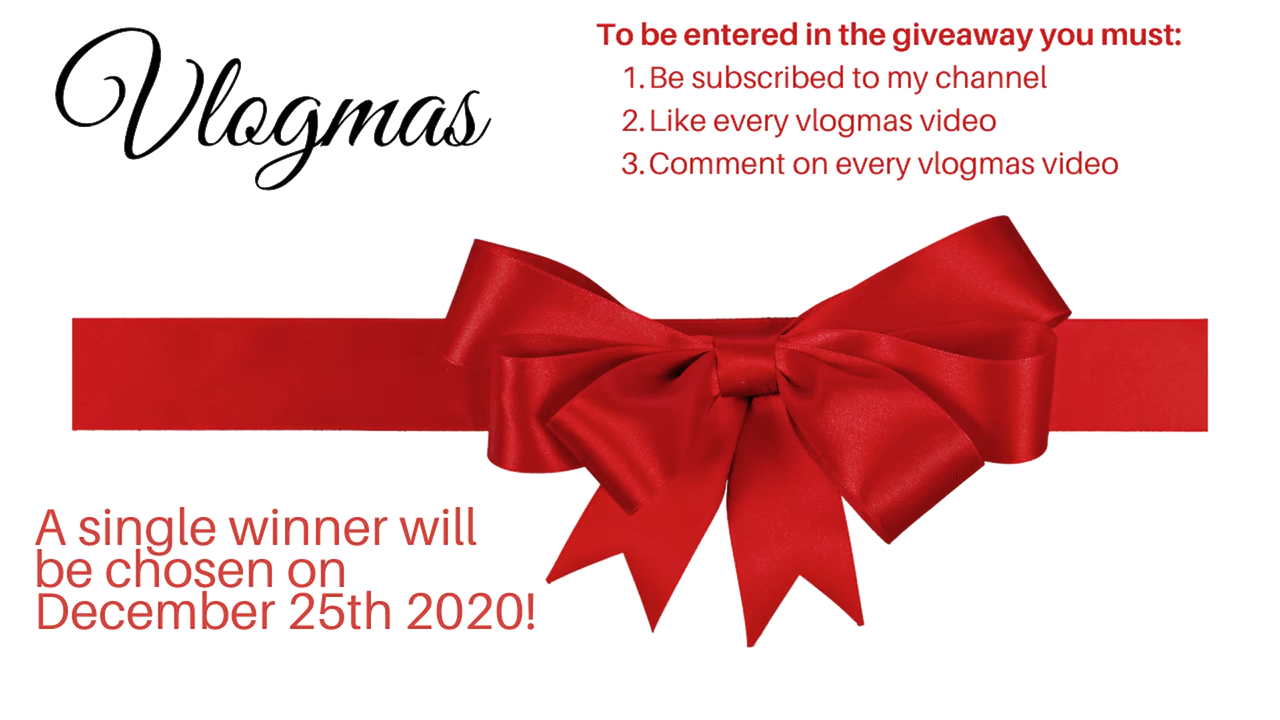 Vlogmas
To be entered in the giveaway you must:
1. Be subscribed to my channel
2. Like every vlogmas video
3. Comment on every vlogmas video
A single winner will
be chosen on
December 25th 2020!